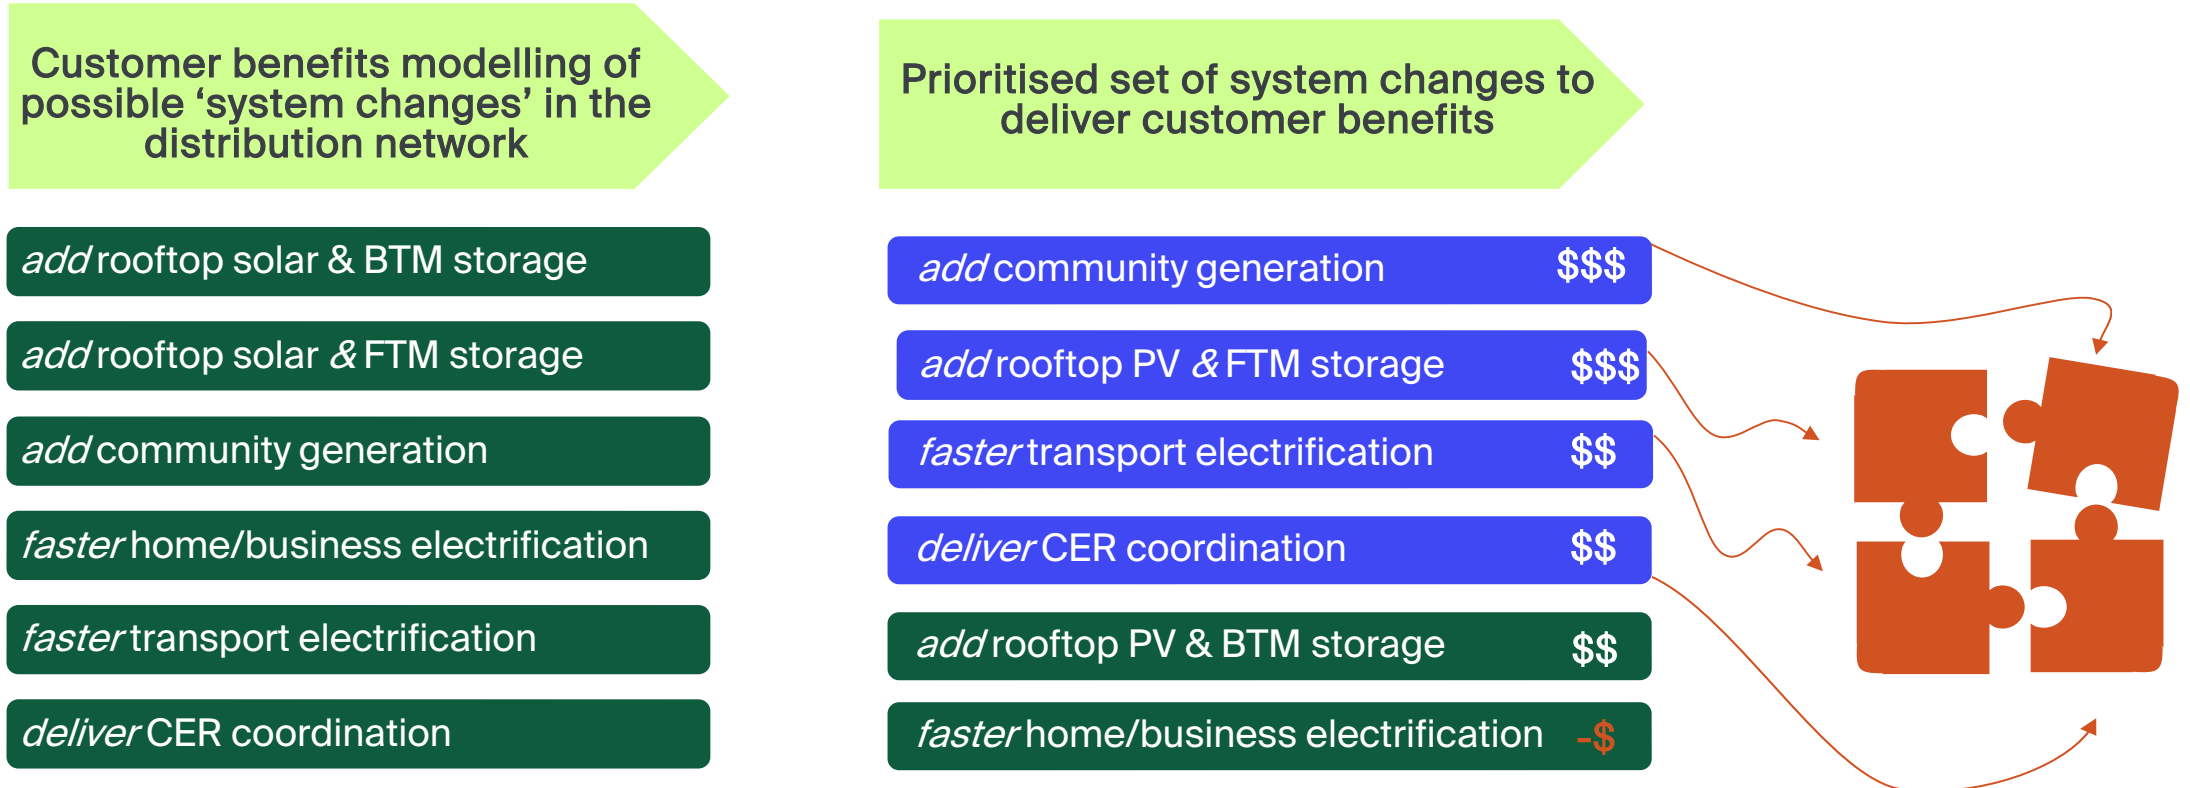 Customer benefits modelling of
possible ‘system changes’ in the
distribution network
add rooftop solar & BTM storage
add rooftop solar & FTM storage
add community generation
faster home/business electrification
faster transport electrification
deliver CER coordination
Prioritised set of system changes to
deliver customer benefits
add community generation $$$
add rooftop PV & FTM storage $$$
faster transport electrification $$
deliver CER coordination $$
add rooftop PV & BTM storage $$
faster home/business electrification -$